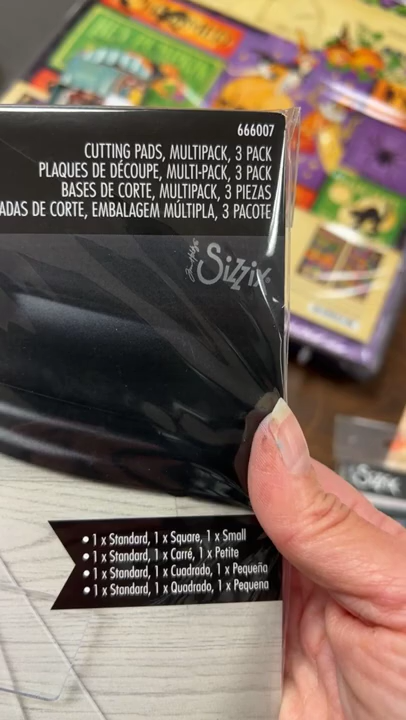 666007
CUTTING PADS, MULTIPACK, 3 PACK
PLAQUES DE DÉCOUPE, MULTI-PACK, 3 PACK
BASES DE CORTE, MULTIPACK, 3 PIEZAS
ADAS DE CORTE, EMBALAGEM MÚLTIPLA, 3 PACOTE
Tim Holtz
Sizzix
• 1 x Standard, 1 x Square, 1 x Small
• 1 x Standard, 1 x Carré, 1 x Petite
• 1 x Standard, 1 x Cuadrado, 1 x Pequeña
• 1 x Standard, 1 x Quadrado, 1 x Pequena
Sizzix